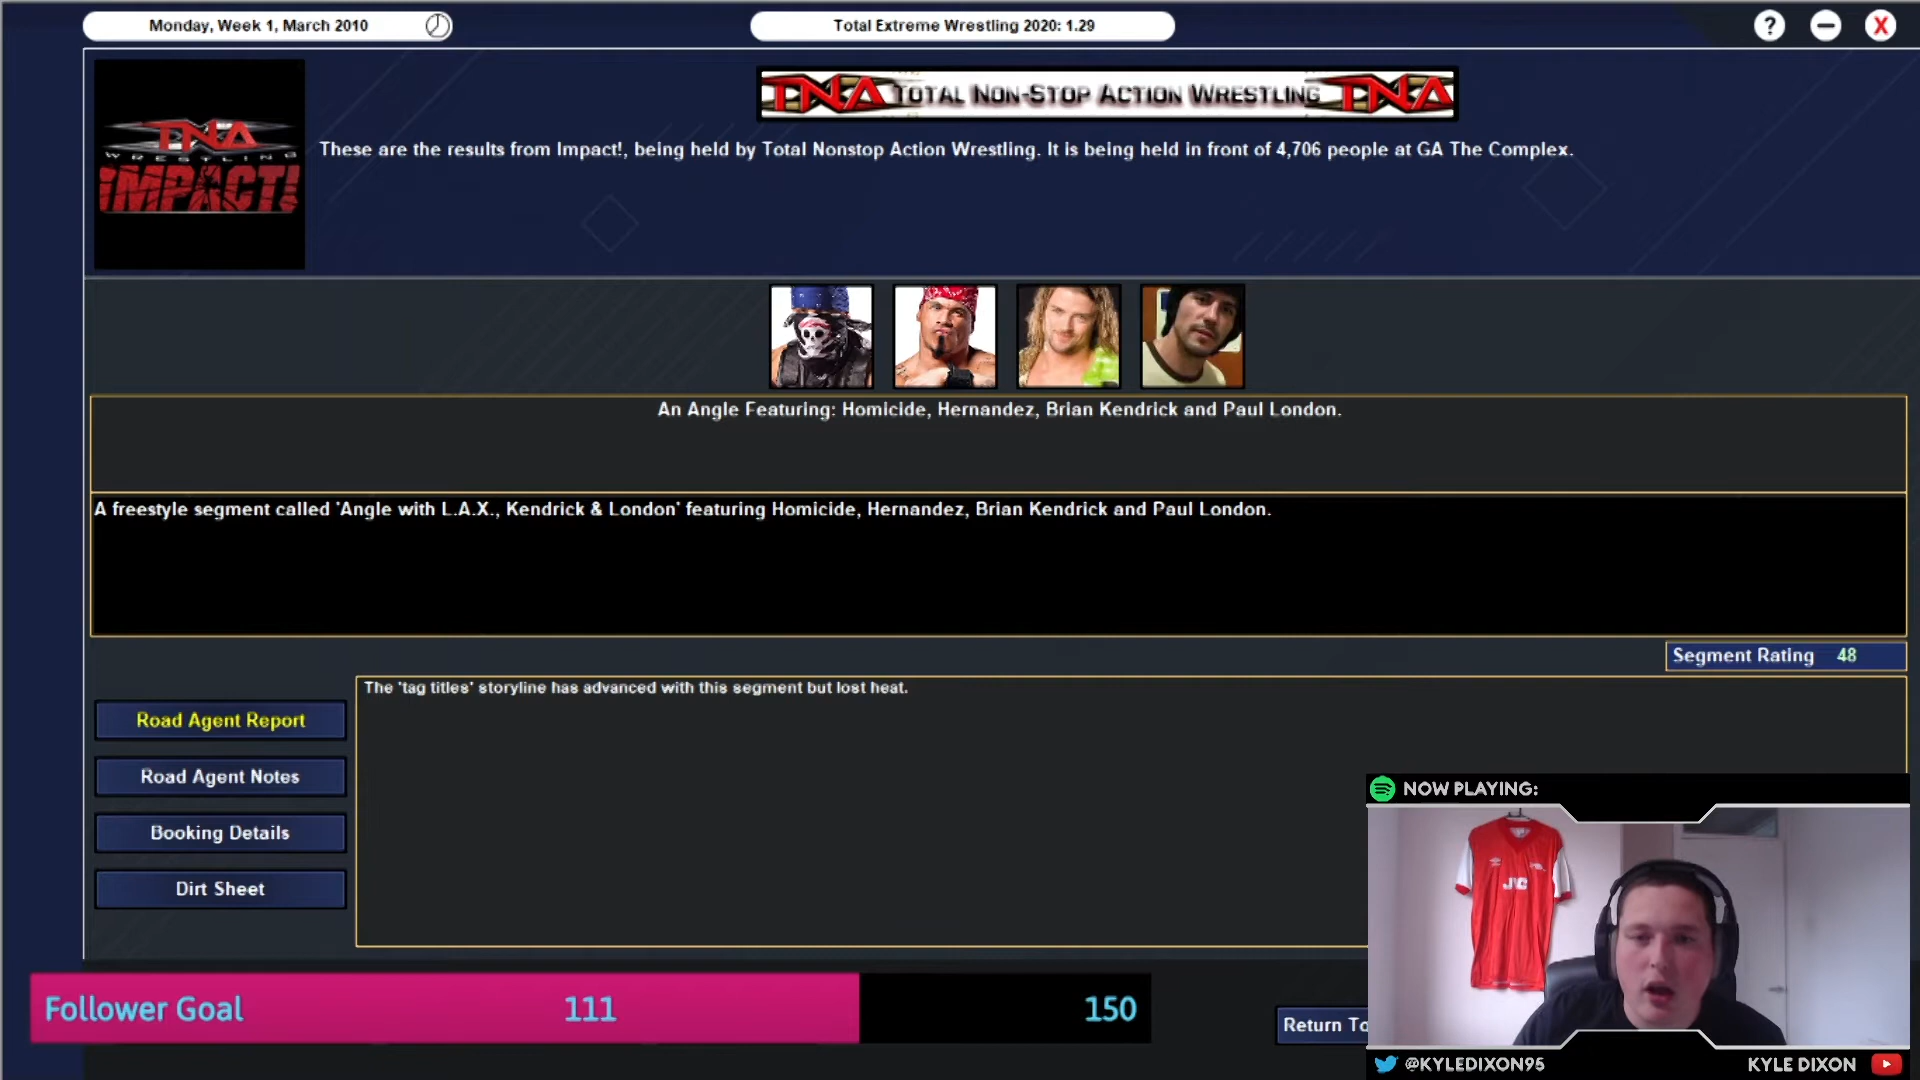 Monday, Week 1, March 2010
Total Extreme Wrestling 2020: 1.29
?
X
TNA TOTAL NON-STOP ACTION WRESTLING TNA
TNA
WRESTLING
IMPACT!
These are the results from Impact!, being held by Total Nonstop Action Wrestling. It is being held in front of 4,706 people at GA The Complex.
An Angle Featuring: Homicide, Hernandez, Brian Kendrick and Paul London.
A freestyle segment called 'Angle with L.A.X., Kendrick & London' featuring Homicide, Hernandez, Brian Kendrick and Paul London.
Segment Rating 48
The 'tag titles' storyline has advanced with this segment but lost heat.
Road Agent Report
Road Agent Notes
Booking Details
Dirt Sheet
NOW PLAYING:
JVC
Follower Goal 111 150
Return To
@KYLEDIXON95
KYLE DIXON